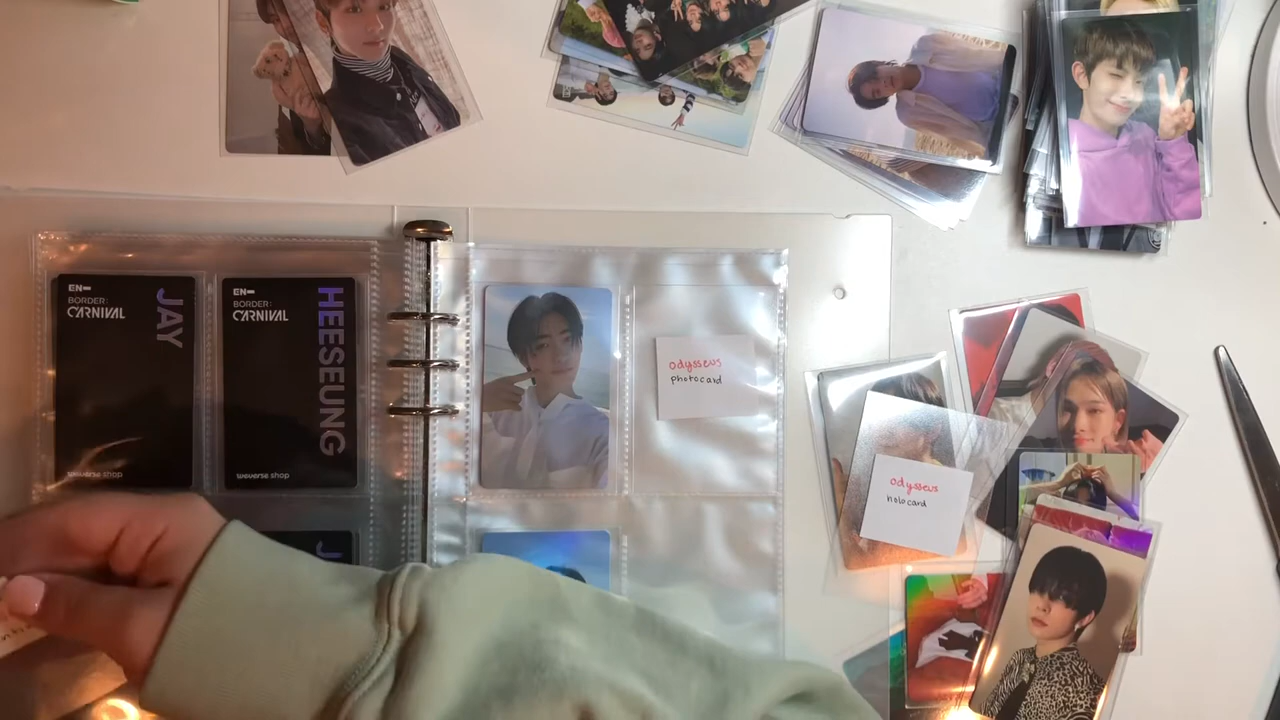 EN-
BORDER:
CARNIVAL
JAY
weverse shop
EN-
BORDER:
CARNIVAL
HEESEUNG
weverse shop
odysseus
photocard
odysseus
holocard